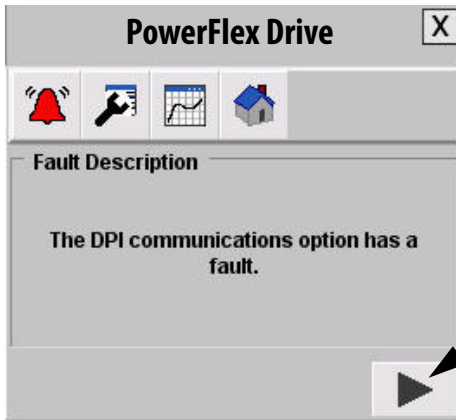 PowerFlex Drive
X
Fault Description
The DPI communications option has a
fault.